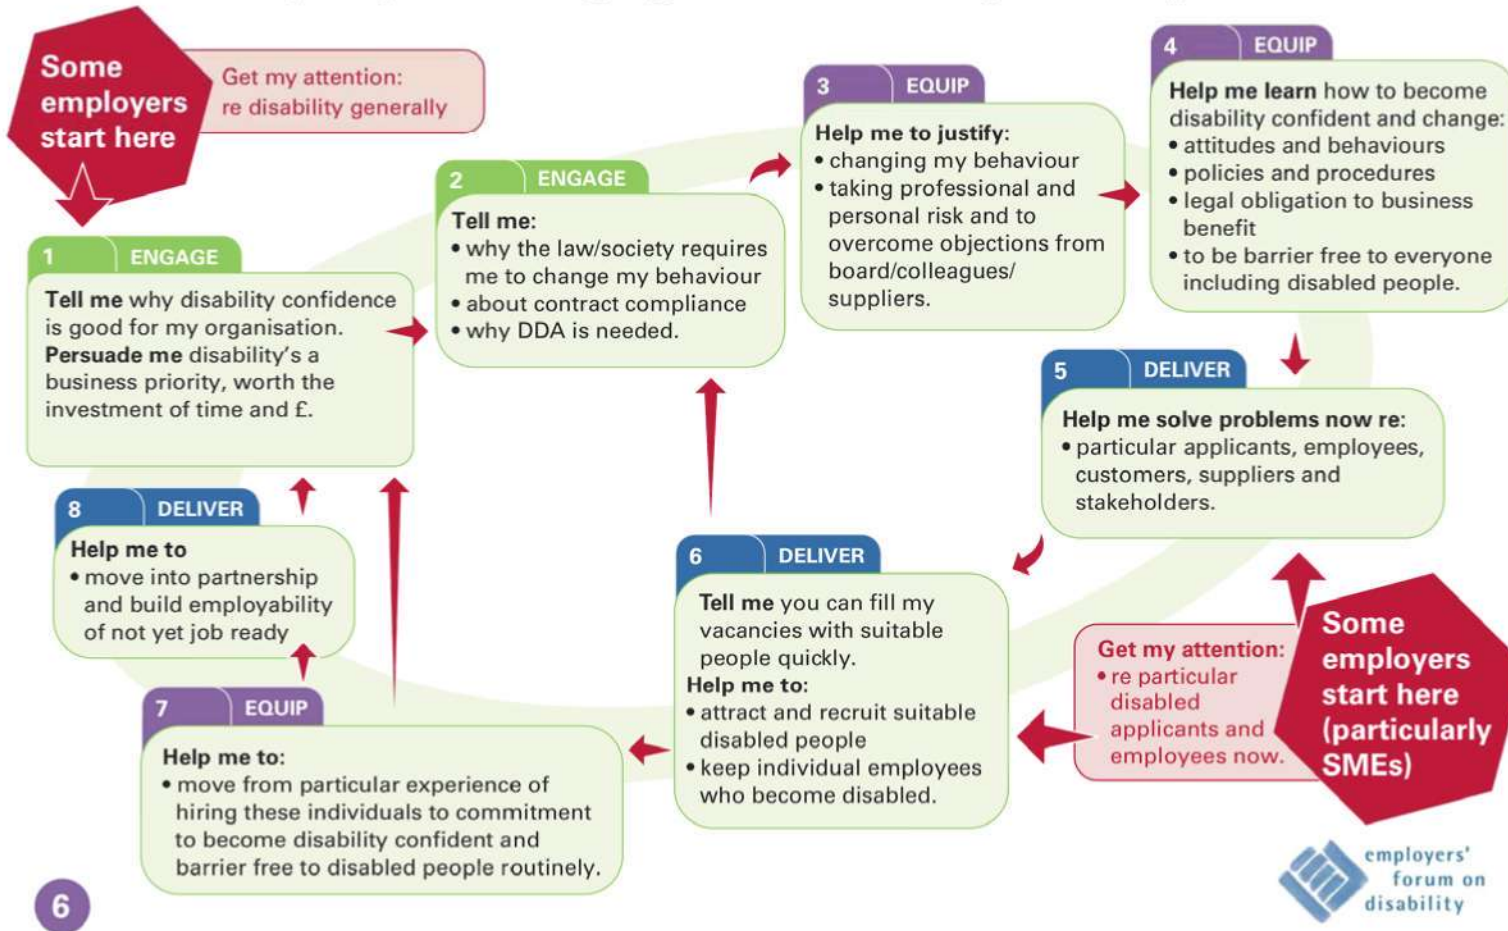 Some
employers
start here
Get my attention:
re disability generally
1 ENGAGE
Tell me why disability confidence
is good for my organisation.
Persuade me disability's a
business priority, worth the
investment of time and £.
2 ENGAGE
Tell me:
• why the law/society requires
me to change my behaviour
• about contract compliance
• why DDA is needed.
3 EQUIP
Help me to justify:
• changing my behaviour
• taking professional and
personal risk and to
overcome objections from
board/colleagues/
suppliers.
4 EQUIP
Help me learn how to become
disability confident and change:
• attitudes and behaviours
• policies and procedures
• legal obligation to business
benefit
• to be barrier free to everyone
including disabled people.
5 DELIVER
Help me solve problems now re:
• particular applicants, employees,
customers, suppliers and
stakeholders.
Some
employers
start here
(particularly
SMEs)
Get my attention:
• re particular
disabled
applicants and
employees now.
6 DELIVER
Tell me you can fill my
vacancies with suitable
people quickly.
Help me to:
• attract and recruit suitable
disabled people
• keep individual employees
who become disabled.
7 EQUIP
Help me to:
• move from particular experience of
hiring these individuals to commitment
to become disability confident and
barrier free to disabled people routinely.
8 DELIVER
Help me to
• move into partnership
and build employability
of not yet job ready
employers'
forum on
disability
6